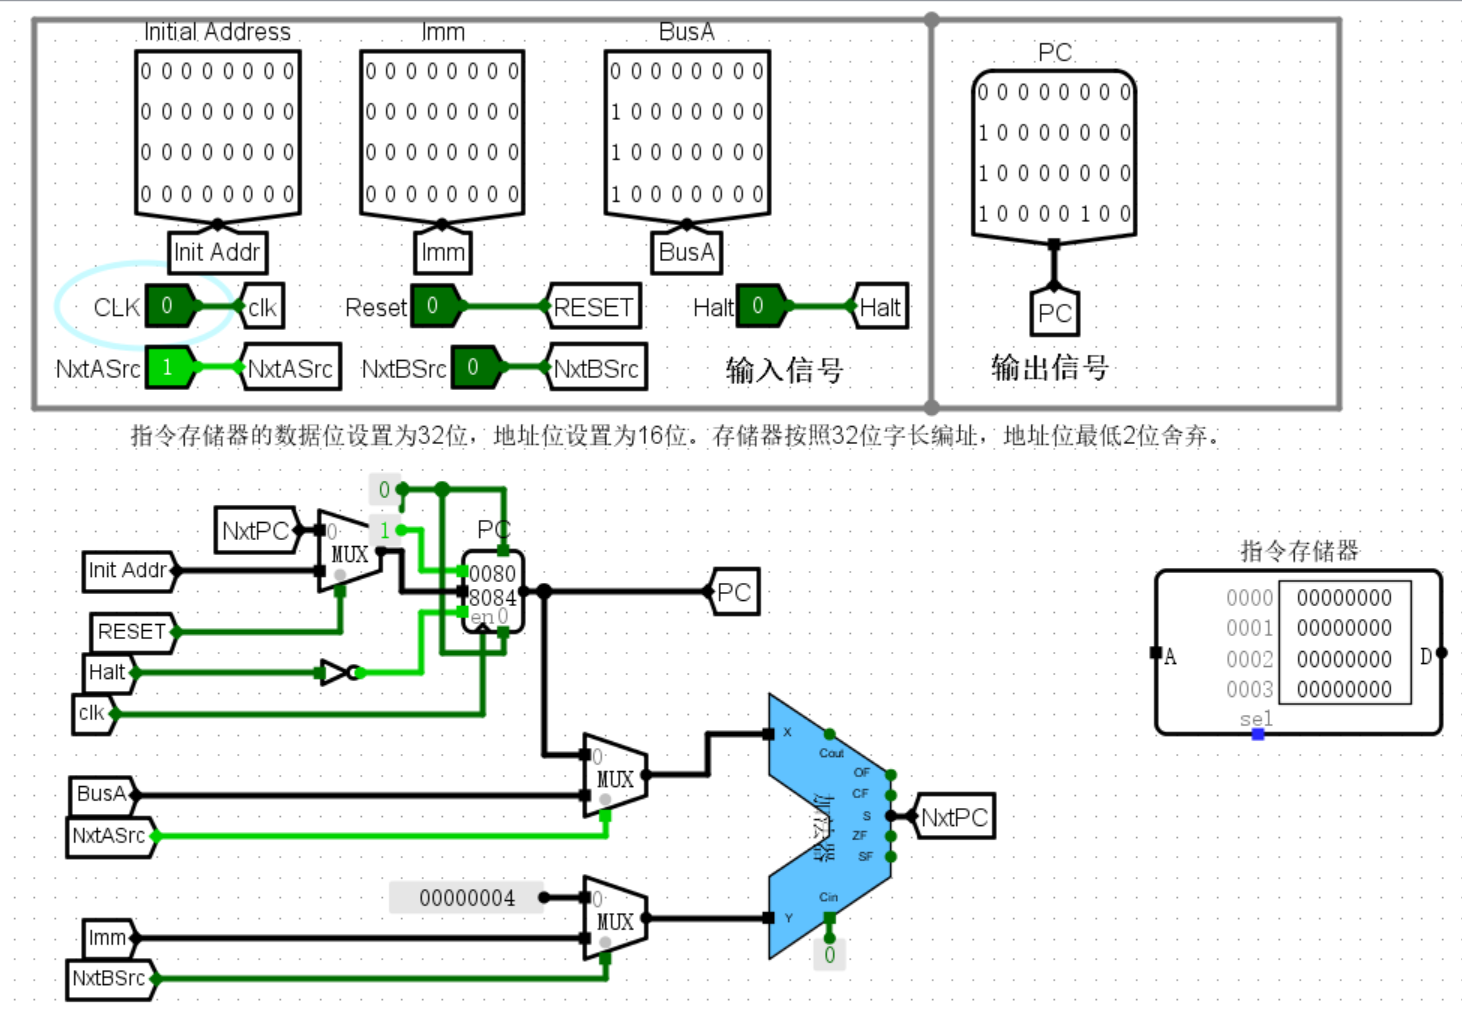 Initial Address
Imm
BusA
PC
0 0 0 0 0 0 0 0
0 0 0 0 0 0 0 0
0 0 0 0 0 0 0 0
0 0 0 0 0 0 0 0
0 0 0 0 0 0 0 0
0 0 0 0 0 0 0 0
0 0 0 0 0 0 0 0
0 0 0 0 0 0 0 0
0 0 0 0 0 0 0 0
1 0 0 0 0 0 0 0
1 0 0 0 0 0 0 0
1 0 0 0 0 0 0 0
0 0 0 0 0 0 0 0
1 0 0 0 0 0 0 0
1 0 0 0 0 0 0 0
1 0 0 0 0 1 0 0
Init Addr
Imm
BusA
PC
CLK 0 clk
Reset 0 RESET
Halt 0 Halt
NxtASrc 1 NxtASrc
NxtBSrc 0 NxtBSrc
输入信号
输出信号
指令存储器的数据位设置为32位，地址位设置为16位。存储器按照32位字长编址，地址位最低2位舍弃。
0
1
NxtPC
0
MUX
Init Addr
RESET
Halt
clk
PC
0080
8084
en 0
PC
指令存储器
0000 00000000
0001 00000000
0002 00000000
0003 00000000
A
D
sel
BusA
NxtASrc
0
MUX
00000004
0
MUX
Imm
NxtBSrc
X
Cout
OF
CF
S
ZF
SF
Cin
Y
加法器
0
NxtPC